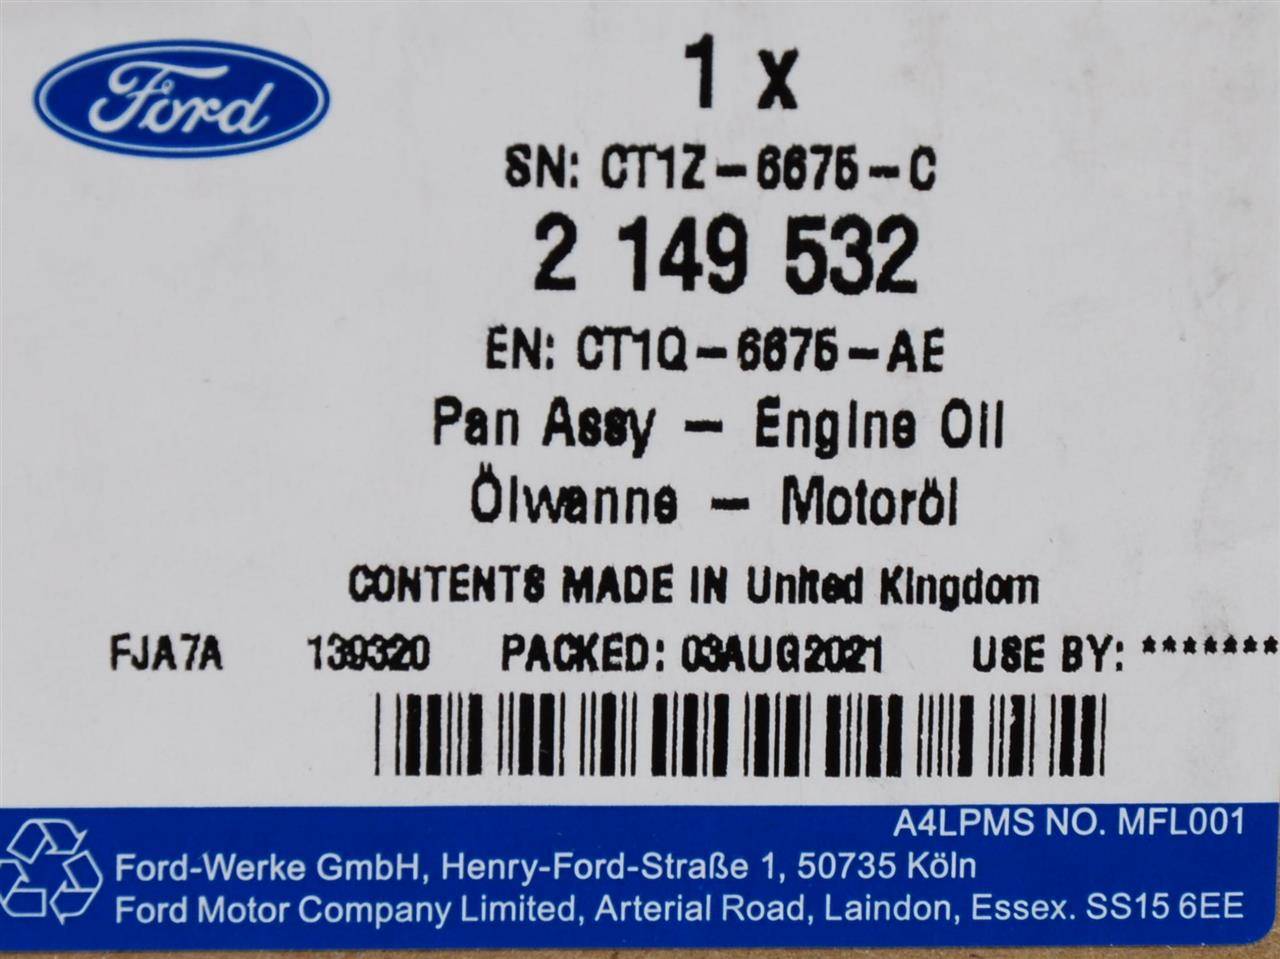 Ford
1 x
SN: CT1Z-6675-C
2 149 532
EN: CT1Q-6675-AE
Pan Assy - Engine Oil
Ölwanne - Motoröl
CONTENTS MADE IN United Kingdom
FJA7A 139320 PACKED: 03AUG2021 USE BY: *******
A4LPMS NO. MFL001
Ford-Werke GmbH, Henry-Ford-Straße 1, 50735 Köln
Ford Motor Company Limited, Arterial Road, Laindon, Essex. SS15 6EE